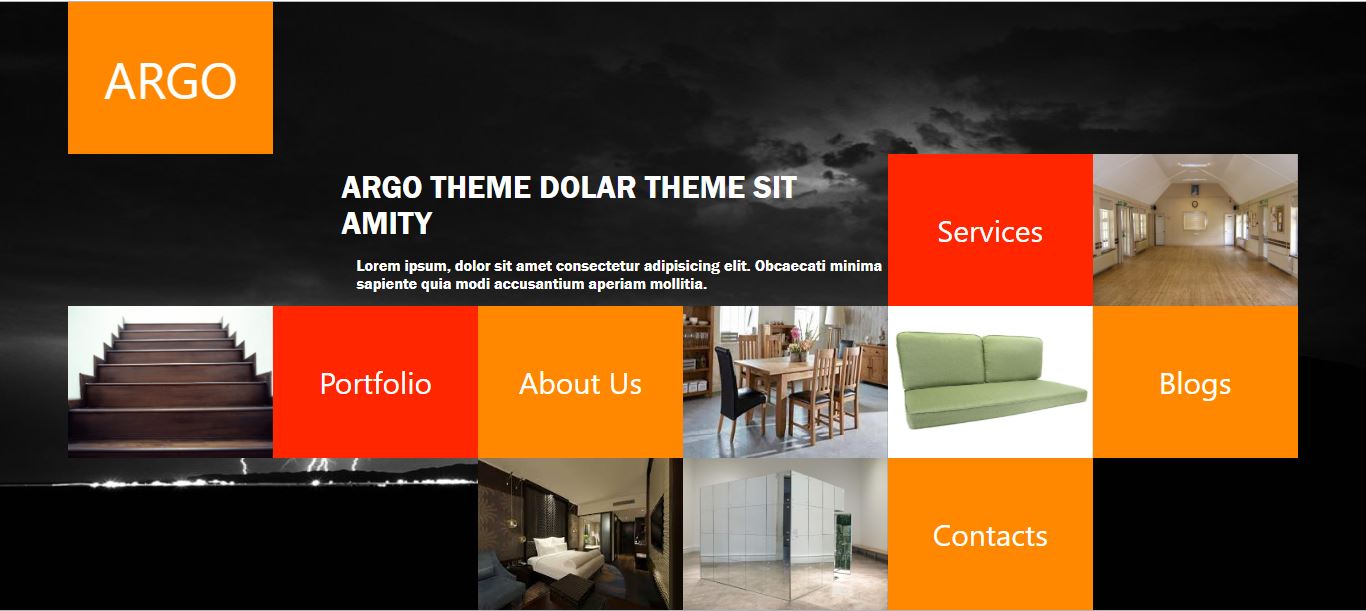 ARGO
ARGO THEME DOLAR THEME SIT
AMITY
Lorem ipsum, dolor sit amet consectetur adipisicing elit. Obcaecati minima
sapiente quia modi accusantium aperiam mollitia.
Services
Portfolio
About Us
Blogs
Contacts